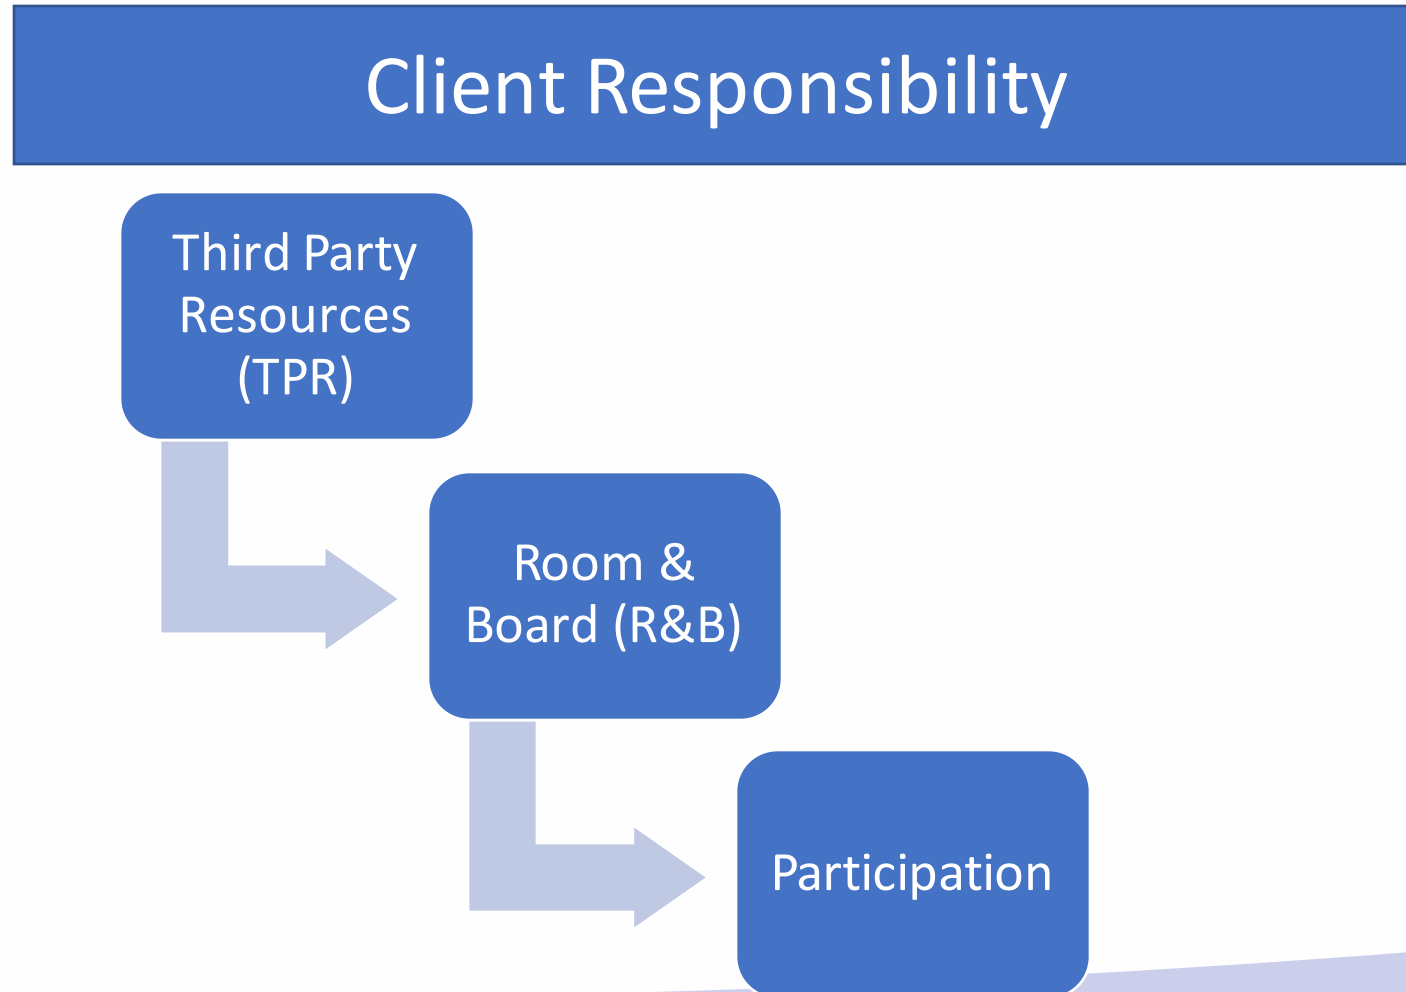 Client Responsibility
Third Party
Resources
(TPR)
Room &
Board (R&B)
Participation